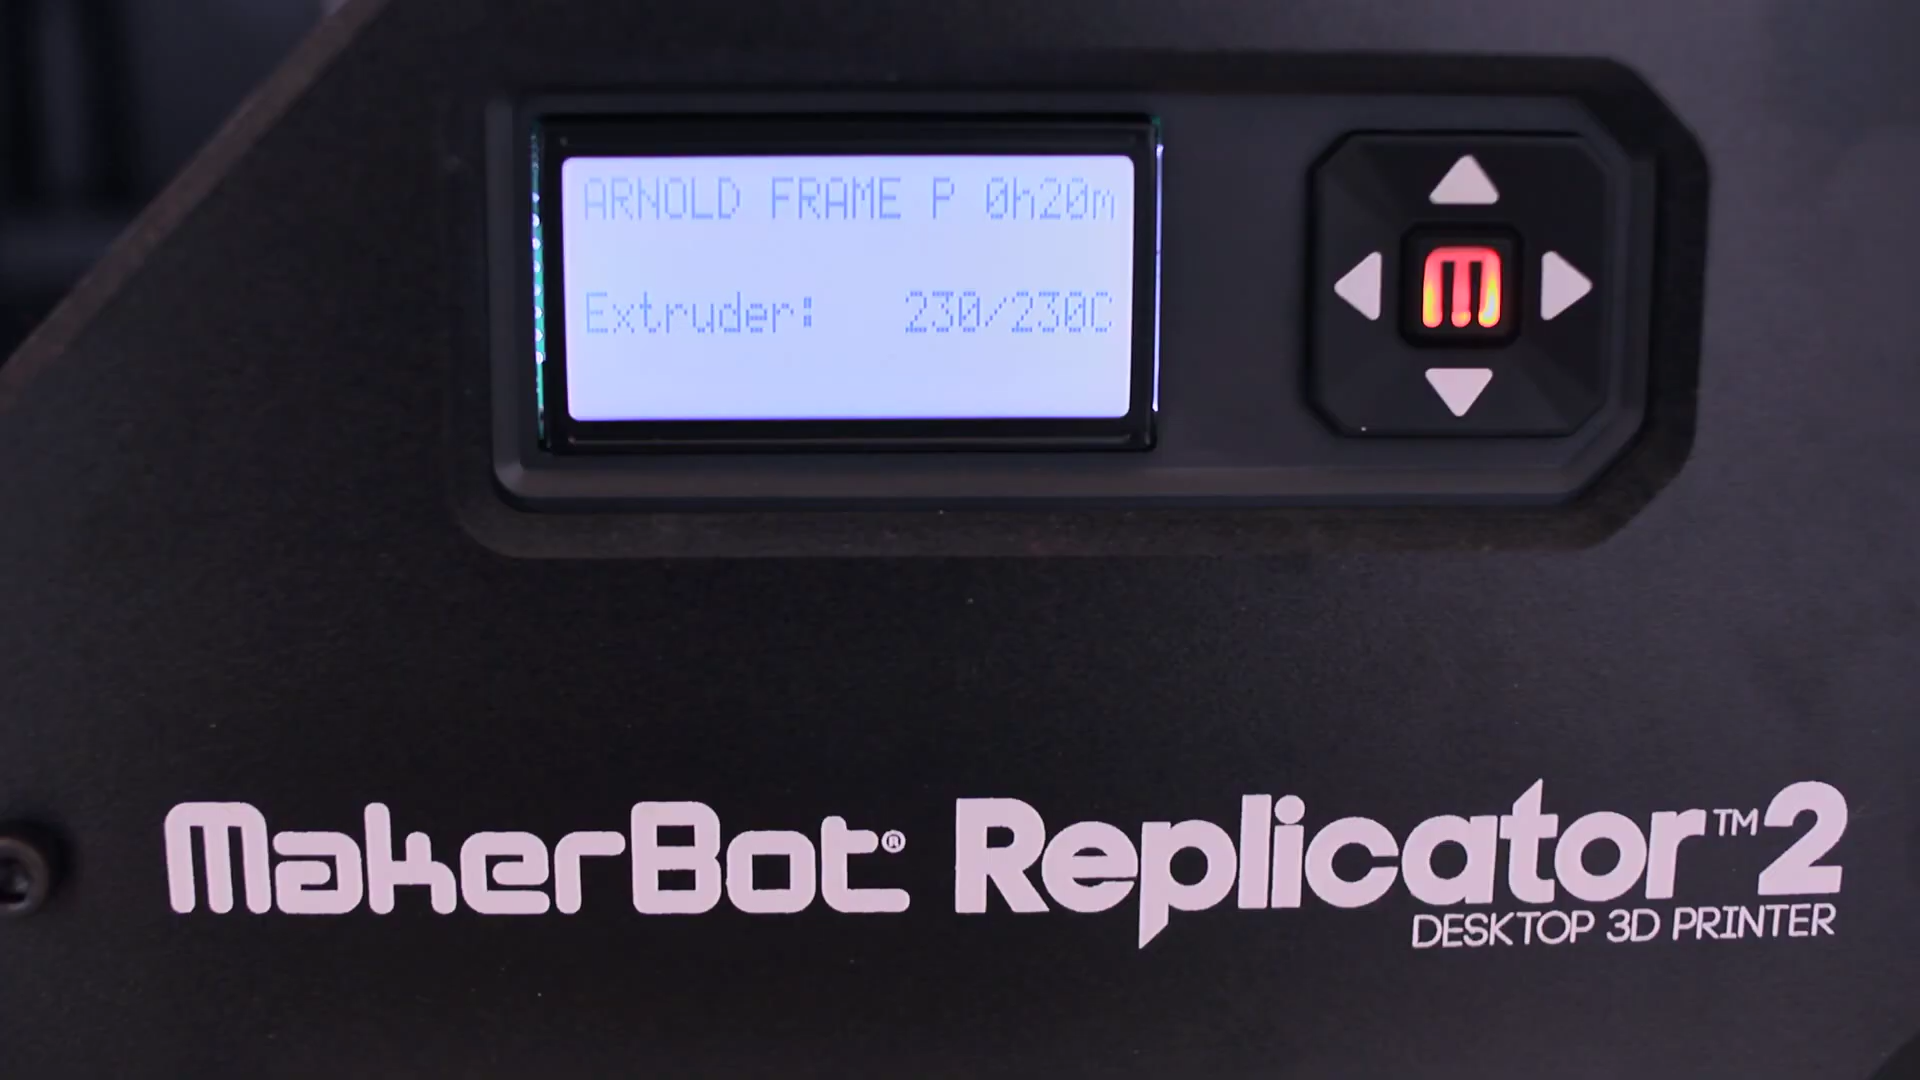 ARNOLD FRAME P 0h20m
Extruder: 230/230C
M
MakerBot® Replicator™2
DESKTOP 3D PRINTER